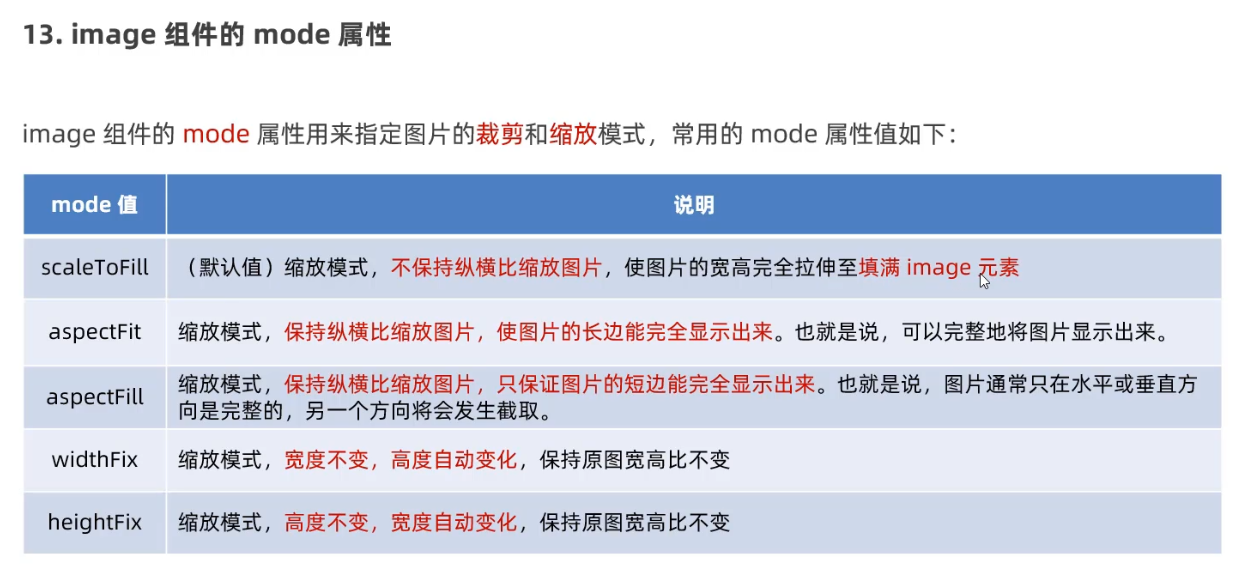 13. image 组件的 mode 属性
image 组件的 mode 属性用来指定图片的裁剪和缩放模式，常用的 mode 属性值如下：
mode 值
说明
scaleToFill
（默认值）缩放模式，不保持纵横比缩放图片，使图片的宽高完全拉伸至填满 image 元素
aspectFit
缩放模式，保持纵横比缩放图片，使图片的长边能完全显示出来。也就是说，可以完整地将图片显示出来。
aspectFill
缩放模式，保持纵横比缩放图片，只保证图片的短边能完全显示出来。也就是说，图片通常只在水平或垂直方
向是完整的，另一个方向将会发生截取。
widthFix
缩放模式，宽度不变，高度自动变化，保持原图宽高比不变
heightFix
缩放模式，高度不变，宽度自动变化，保持原图宽高比不变